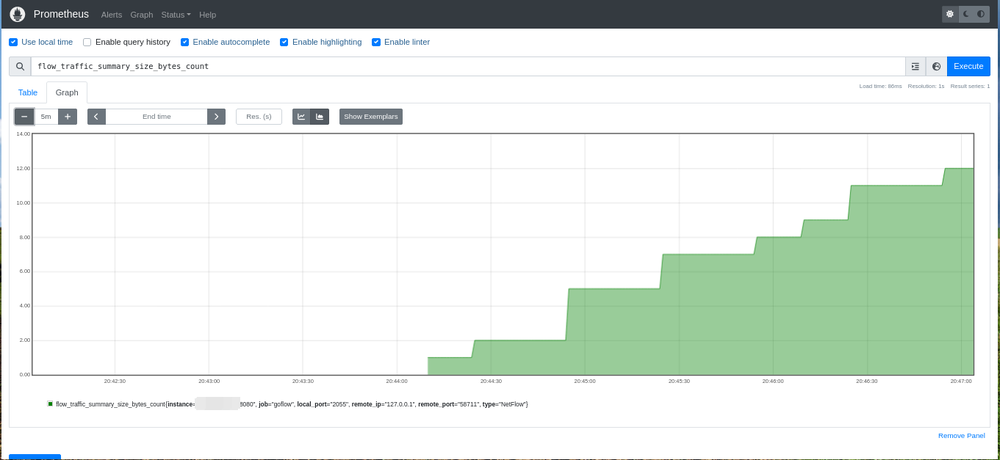 Prometheus Alerts Graph Status Help
Use local time Enable query history Enable autocomplete Enable highlighting Enable linter
flow_traffic_summary_size_bytes_count Execute
Load time: 86ms Resolution: 1s Result series: 1
Table Graph
− 5m + End time Res. (s) Show Exemplars
14.00
12.00
10.00
8.00
6.00
4.00
2.00
0.00
20:42:30 20:43:00 20:43:30 20:44:00 20:44:30 20:45:00 20:45:30 20:46:00 20:46:30 20:47:00
flow_traffic_summary_size_bytes_count{instance= 8080", job="goflow", local_port="2055", remote_ip="127.0.0.1", remote_port="58711", type="NetFlow"}
Remove Panel